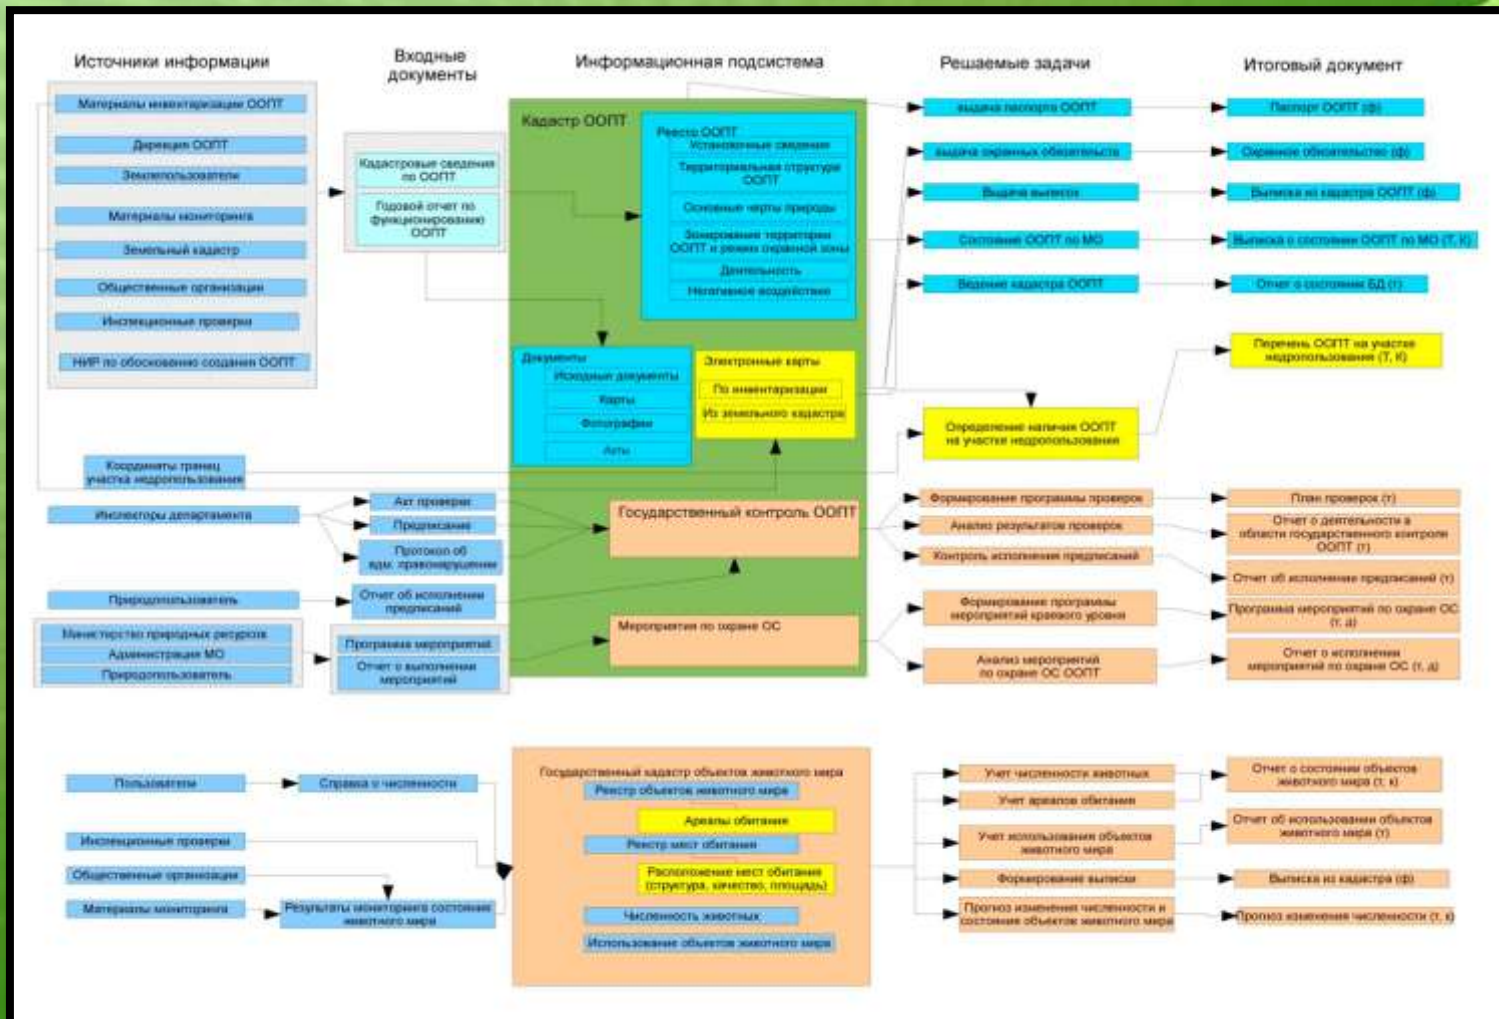 Источники информации
Входные
документы
Информационная подсистема
Решаемые задачи
Итоговый документ
Материалы инвентаризации ООПТ
Дирекция ООПТ
Землепользователи
Материалы мониторинга
Земельный кадастр
Общественные организации
Инспекционные проверки
НИР по обоснованию создания ООПТ
Кадастровые сведения
по ООПТ
Годовой отчет по
функционированию
ООПТ
Кадастр ООПТ
Реестр ООПТ
Установочные сведения
Территориальная структура
ООПТ
Основные черты природы
Зонирование территории
ООПТ и режим охранной зоны
Деятельность
Негативное воздействие
Документы
Исходные документы
Карты
Фотографии
Акты
Электронные карты
По инвентаризации
Из земельного кадастра
выдача паспорта ООПТ
Паспорт ООПТ (ф)
выдача охранных обязательств
Охранное обязательство (ф)
Выдача выписок
Выписка из кадастра ООПТ (ф)
Состояние ООПТ по МО
Выписка о состоянии ООПТ по МО (Т, К)
Ведение кадастра ООПТ
Отчет о состоянии БД (т)
Перечень ООПТ на участке
недропользования (Т, К)
Определение наличия ООПТ
на участке недропользования
Координаты границ
участка недропользования
Инспекторы департамента
Акт проверки
Предписание
Протокол об
адм. правонарушении
Государственный контроль ООПТ
Формирование программы проверок
План проверок (т)
Анализ результатов проверок
Отчет о деятельности в
области государственного контроля
ООПТ (т)
Контроль исполнения предписаний
Отчет об исполнении предписаний (т)
Природопользователь
Отчет об исполнении
предписаний
Министерство природных ресурсов
Администрация МО
Природопользователь
Программа мероприятий
Отчет о выполнении
мероприятий
Мероприятия по охране ОС
Формирование программы
мероприятий краевого уровня
Программа мероприятий по охране ОС
(т, д)
Анализ мероприятий
по охране ОС ООПТ
Отчет о исполнении
мероприятий по охране ОС (т, д)
Пользователи
Справка о численности
Инспекционные проверки
Общественные организации
Материалы мониторинга
Результаты мониторинга состояния
животного мира
Государственный кадастр объектов животного мира
Реестр объектов животного мира
Ареалы обитания
Реестр мест обитания
Расположение мест обитания
(структура, качество, площадь)
Численность животных
Использование объектов животного мира
Учет численности животных
Учет ареалов обитания
Учет использования объектов
животного мира
Формирование выписки
Прогноз изменения численности и
состояния объектов животного мира
Отчет о состоянии объектов
животного мира (т, к)
Отчет об использовании объектов
животного мира (т)
Выписка из кадастра (ф)
Прогноз изменения численности (т, к)